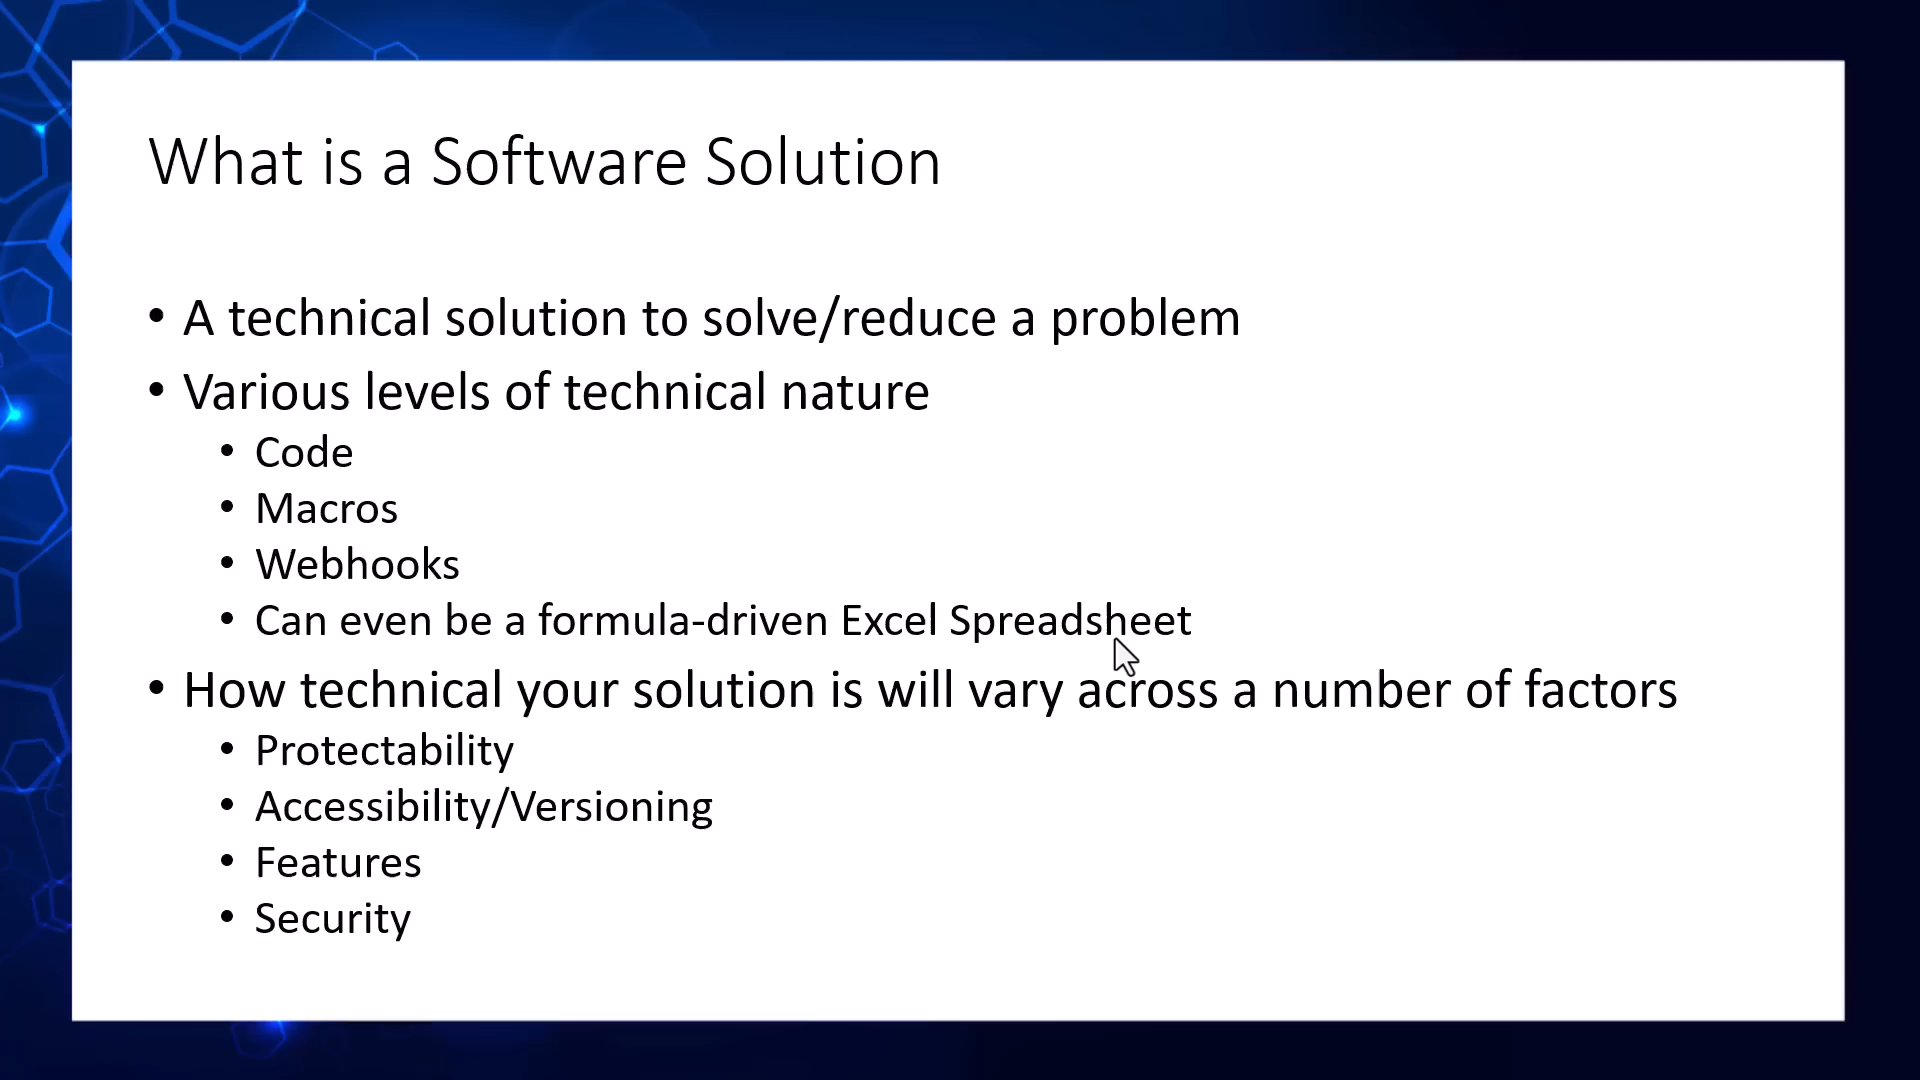 What is a Software Solution
• A technical solution to solve/reduce a problem
• Various levels of technical nature
• Code
• Macros
• Webhooks
• Can even be a formula-driven Excel Spreadsheet
• How technical your solution is will vary across a number of factors
• Protectability
• Accessibility/Versioning
• Features
• Security